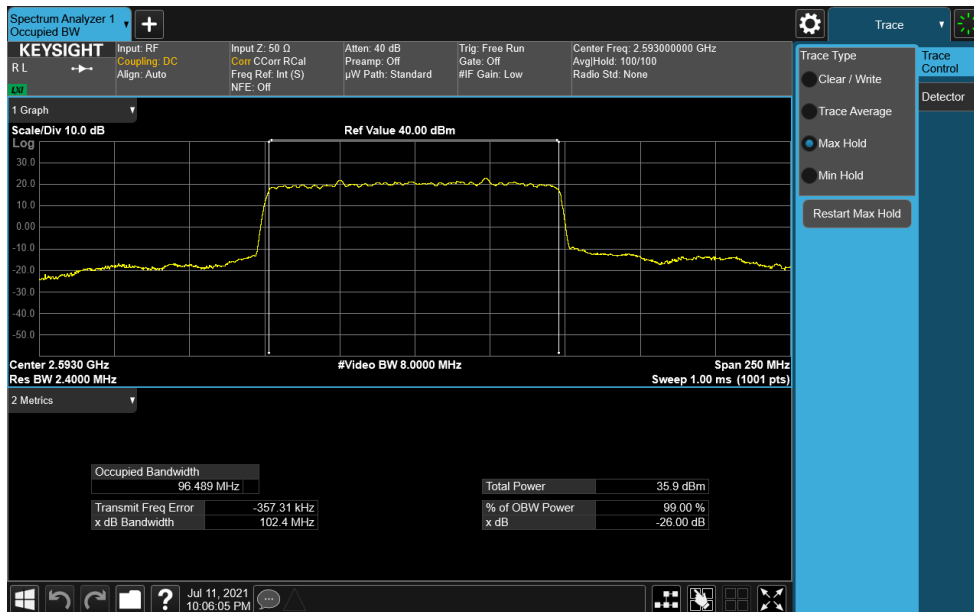 Spectrum Analyzer 1
Occupied BW
Trace
KEYSIGHT
R L
LXI
Input: RF
Coupling: DC
Align: Auto
Input Z: 50 Ω
Corr CCorr RCal
Freq Ref: Int (S)
NFE: Off
Atten: 40 dB
Preamp: Off
µW Path: Standard
Trig: Free Run
Gate: Off
#IF Gain: Low
Center Freq: 2.593000000 GHz
Avg|Hold: 100/100
Radio Std: None
Trace Type
Clear / Write
Trace Average
Max Hold
Min Hold
Restart Max Hold
Trace
Control
Detector
1 Graph
Scale/Div 10.0 dB
Ref Value 40.00 dBm
Log
30.0
20.0
10.0
0.00
-10.0
-20.0
-30.0
-40.0
-50.0
Center 2.5930 GHz
#Video BW 8.0000 MHz
Span 250 MHz
Res BW 2.4000 MHz
Sweep 1.00 ms (1001 pts)
2 Metrics
Occupied Bandwidth
96.489 MHz
Total Power 35.9 dBm
Transmit Freq Error -357.31 kHz
% of OBW Power 99.00 %
x dB Bandwidth 102.4 MHz
x dB -26.00 dB
?
Jul 11, 2021
10:06:05 PM